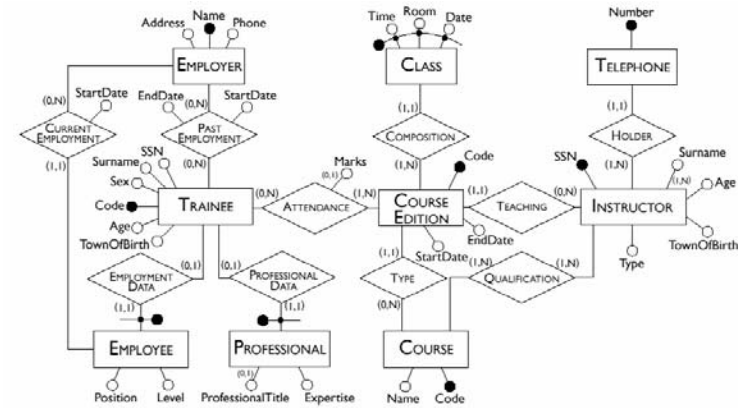 Name
Address
Phone
EMPLOYER
Room
Time
Date
CLASS
Number
TELEPHONE
(0,N)
StartDate
CURRENT
EMPLOYMENT
(1,1)
(0,N)
EndDate
StartDate
PAST
EMPLOYMENT
(0,N)
(1,1)
COMPOSITION
(1,N)
(1,1)
HOLDER
(1,N)
SSN
Surname
Sex
Code
Age
TownOfBirth
TRAINEE
(0,N)
Marks
(0,1)
ATTENDANCE
(1,N)
Code
COURSE
EDITION
EndDate
StartDate
(1,1)
TEACHING
(0,N)
SSN
Surname
(1,N)
Age
INSTRUCTOR
TownOfBirth
Type
(0,1)
EMPLOYMENT
DATA
(1,1)
(0,1)
PROFESSIONAL
DATA
(1,1)
(1,1)
TYPE
(0,N)
(1,N)
QUALIFICATION
(1,N)
EMPLOYEE
Position
Level
PROFESSIONAL
(0,1)
ProfessionalTitle
Expertise
COURSE
Name
Code